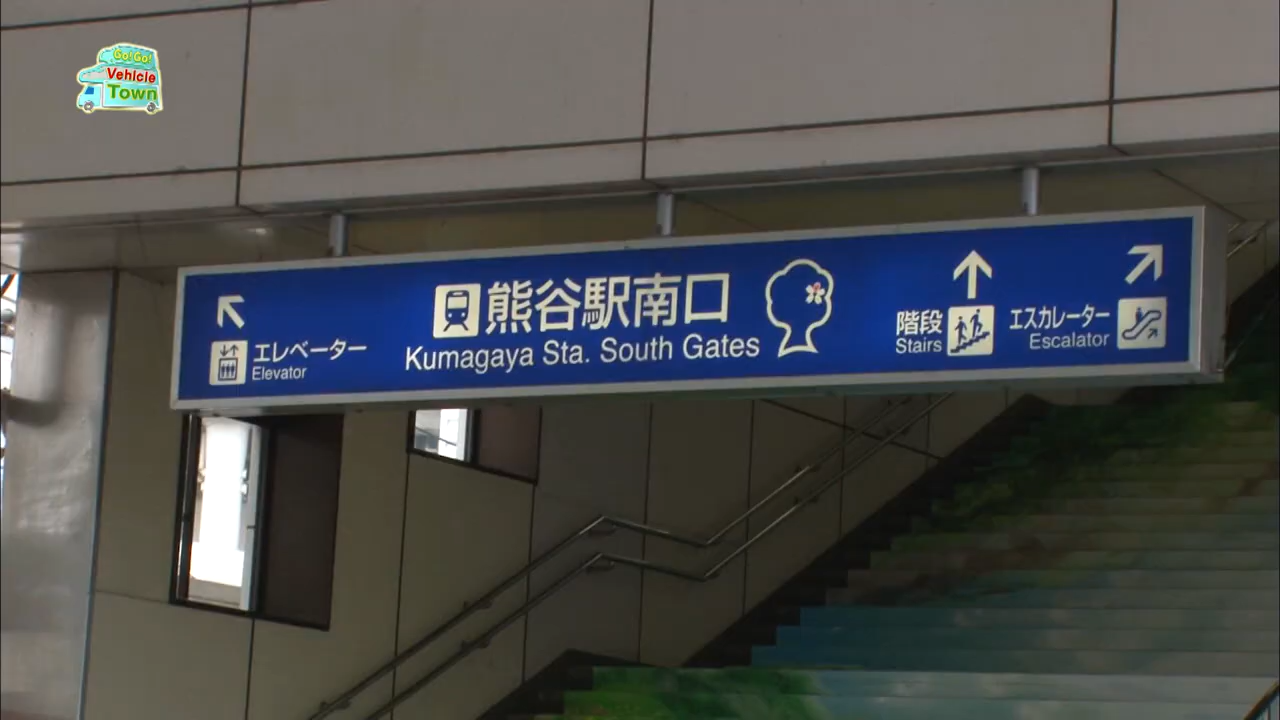 Go! Go!
Vehicle
Town
エレベーター
Elevator
熊谷駅南口
Kumagaya Sta. South Gates
階段
Stairs
エスカレーター
Escalator